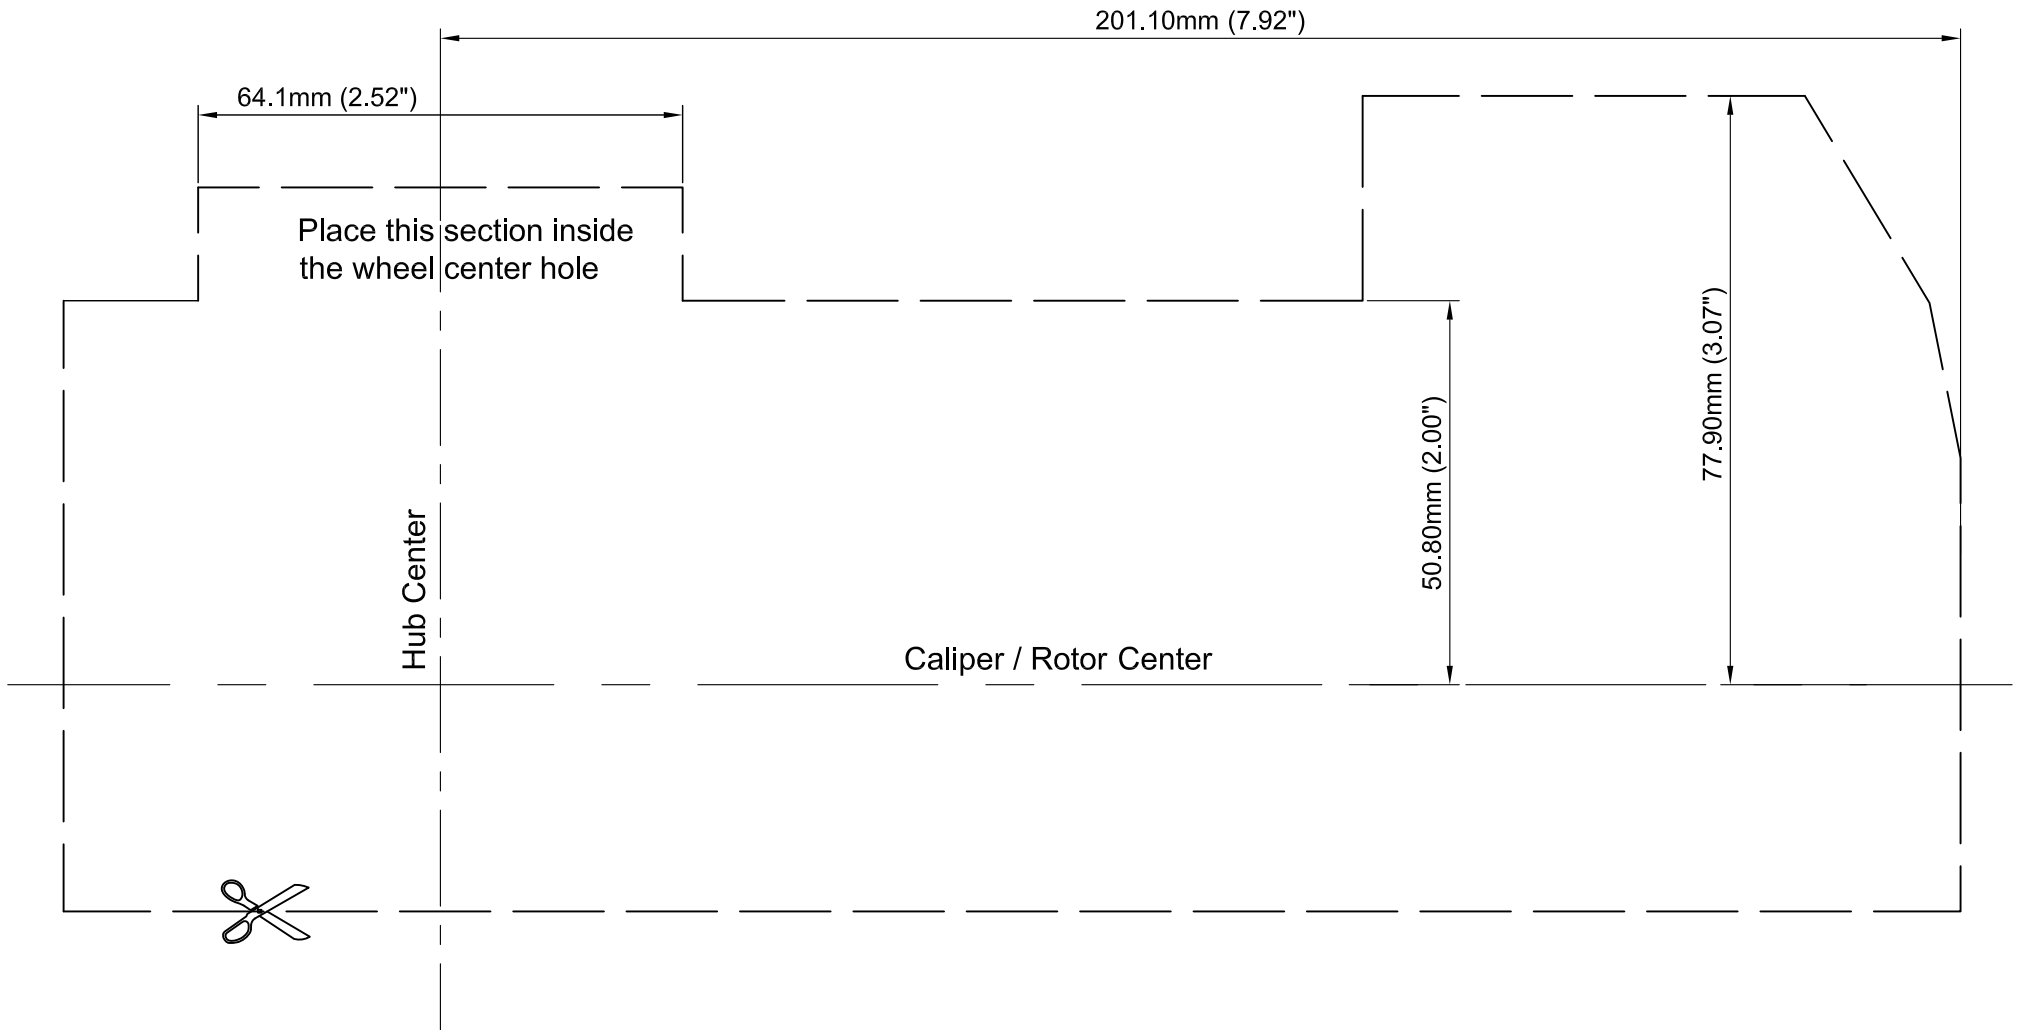 201.10mm (7.92")
64.1mm (2.52")
Place this section inside
the wheel center hole
77.90mm (3.07")
50.80mm (2.00")
Hub Center
Caliper / Rotor Center